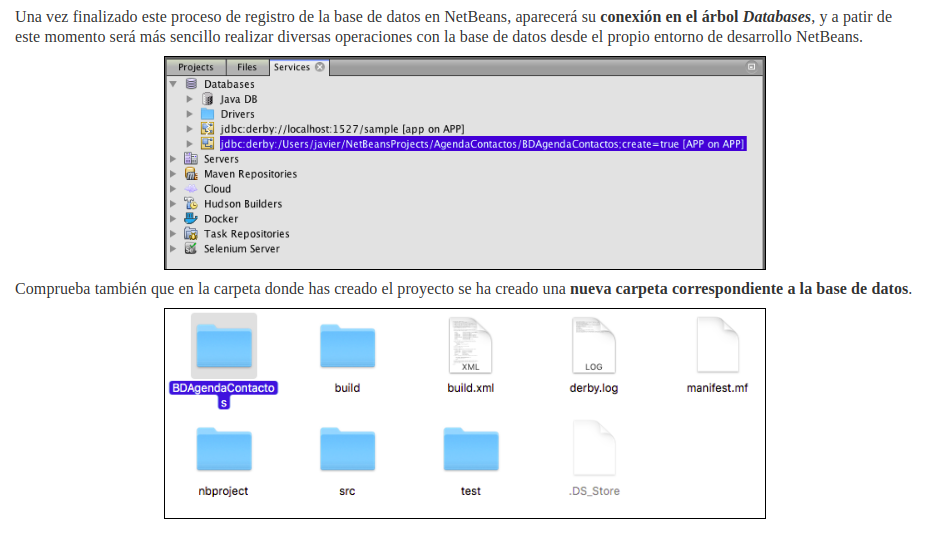 Una vez finalizado este proceso de registro de la base de datos en NetBeans, aparecerá su conexión en el árbol Databases, y a patir de
este momento será más sencillo realizar diversas operaciones con la base de datos desde el propio entorno de desarrollo NetBeans.
Projects Files Services
Databases
Java DB
Drivers
jdbc:derby://localhost:1527/sample [app on APP]
jdbc:derby:/Users/javier/NetBeansProjects/AgendaContactos/BDAgendaContactos;create=true [APP on APP]
Servers
Maven Repositories
Cloud
Hudson Builders
Docker
Task Repositories
Selenium Server
Comprueba también que en la carpeta donde has creado el proyecto se ha creado una nueva carpeta correspondiente a la base de datos.
XML LOG
BDAgendaContacto build build.xml derby.log manifest.mf
s
nbproject src test .DS_Store